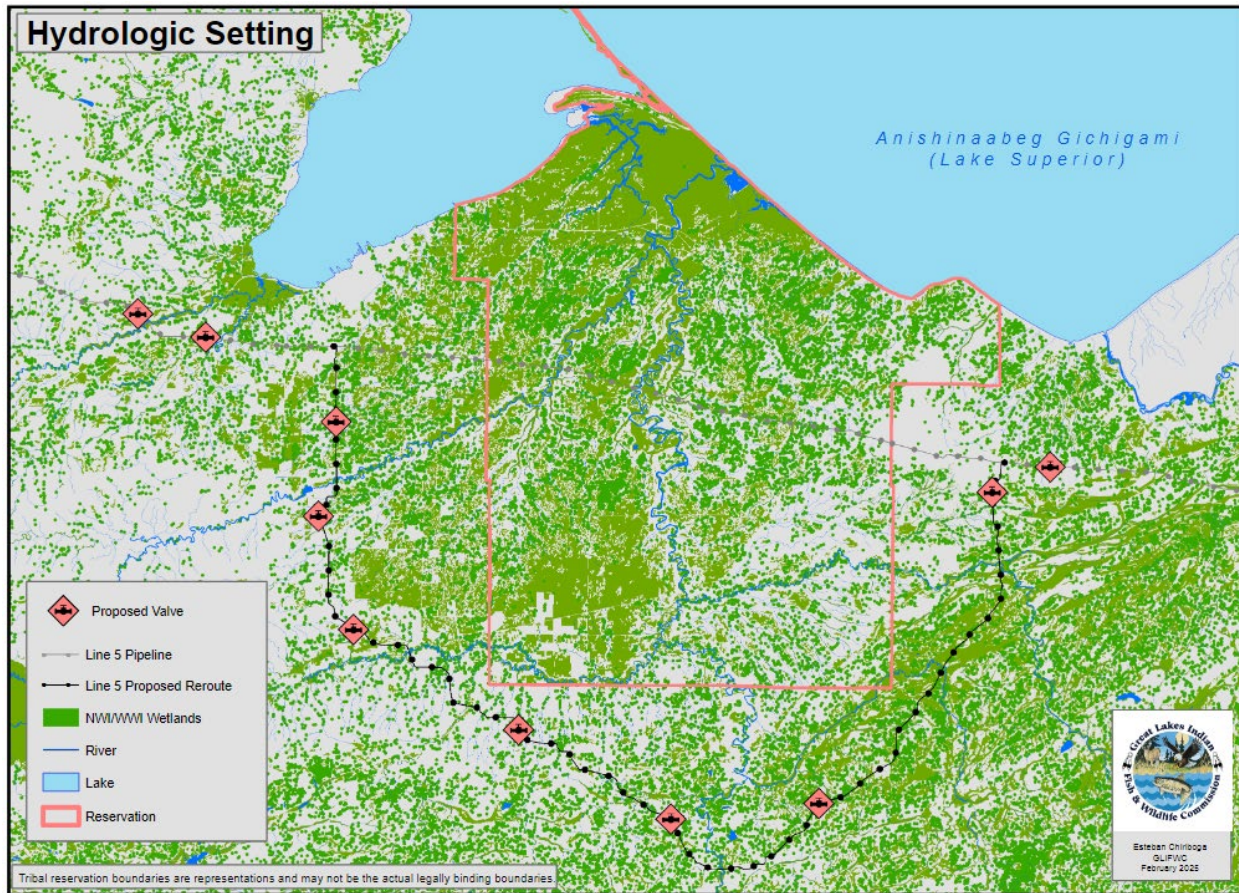 Hydrologic Setting
Anishinaabeg Gichigami
(Lake Superior)
Proposed Valve
Line 5 Pipeline
Line 5 Proposed Reroute
NWI/WWI Wetlands
River
Lake
Reservation
Great Lakes Indian
Fish & Wildlife Commission
Esteban Chiriboga
GLIFWC
February 2025
Tribal reservation boundaries are representations and may not be the actual legally binding boundaries.